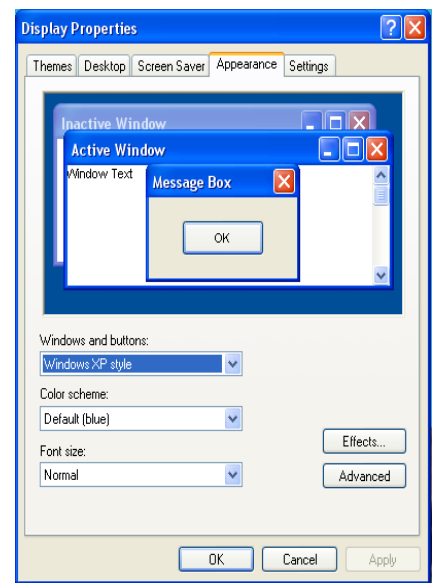 Display Properties
Themes Desktop Screen Saver Appearance Settings
Inactive Window
Active Window
Window Text
Message Box
OK
Windows and buttons:
Windows XP style
Color scheme:
Default (blue)
Effects...
Font size:
Normal
Advanced
OK Cancel Apply